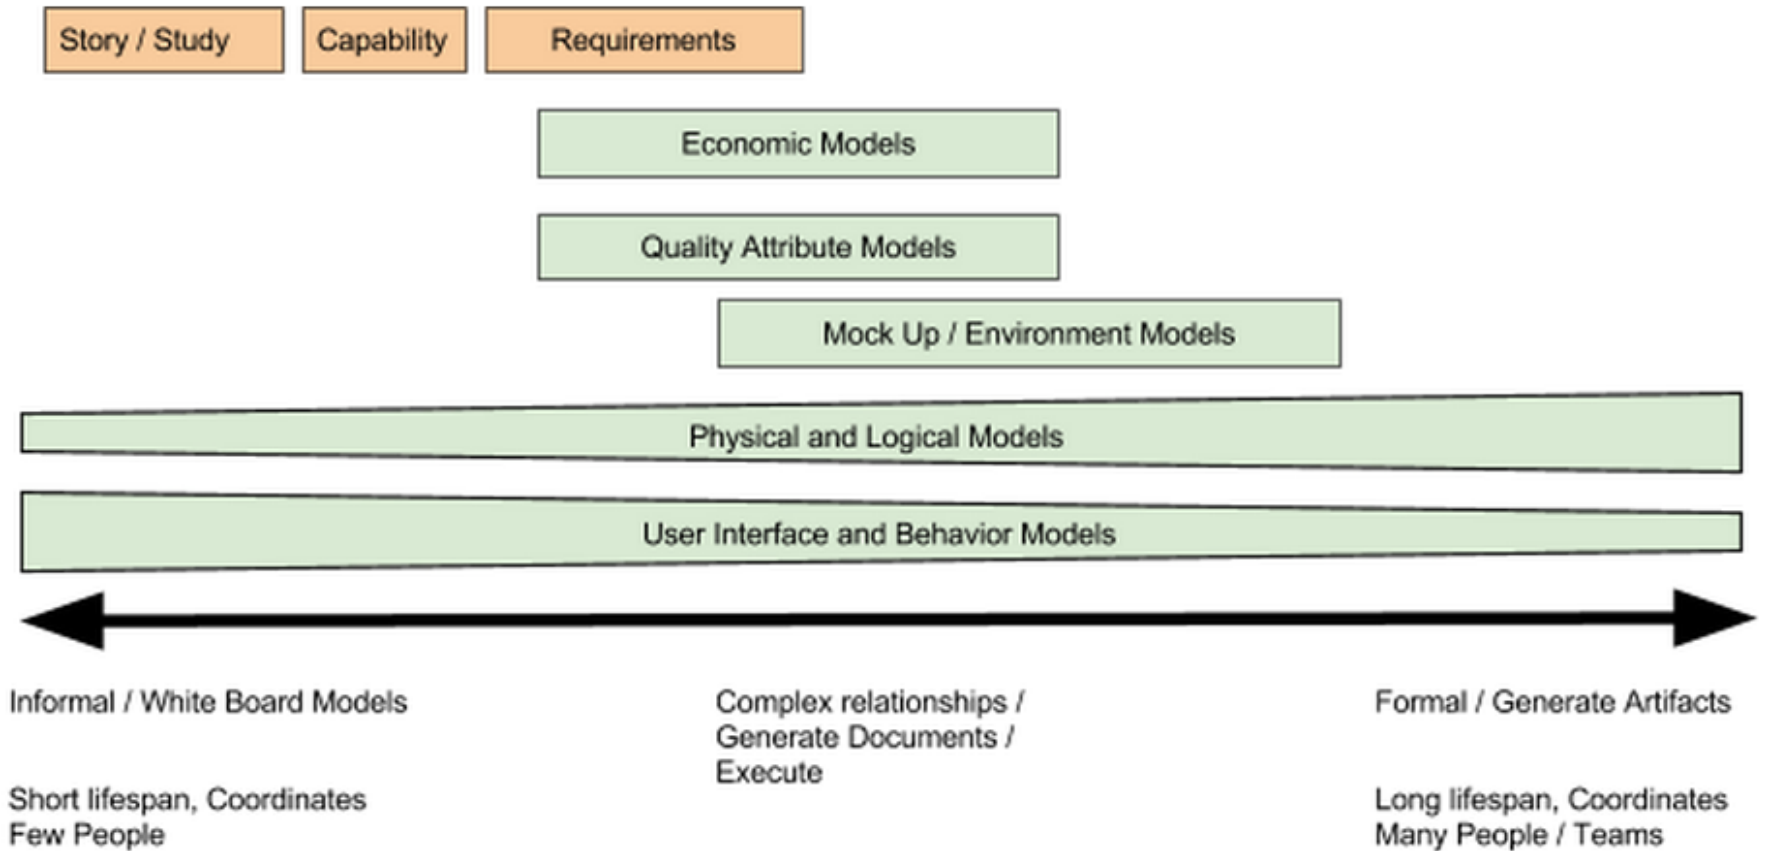 Story / Study
Capability
Requirements
Economic Models
Quality Attribute Models
Mock Up / Environment Models
Physical and Logical Models
User Interface and Behavior Models
Informal / White Board Models
Short lifespan, Coordinates
Few People
Complex relationships /
Generate Documents /
Execute
Formal / Generate Artifacts
Long lifespan, Coordinates
Many People / Teams